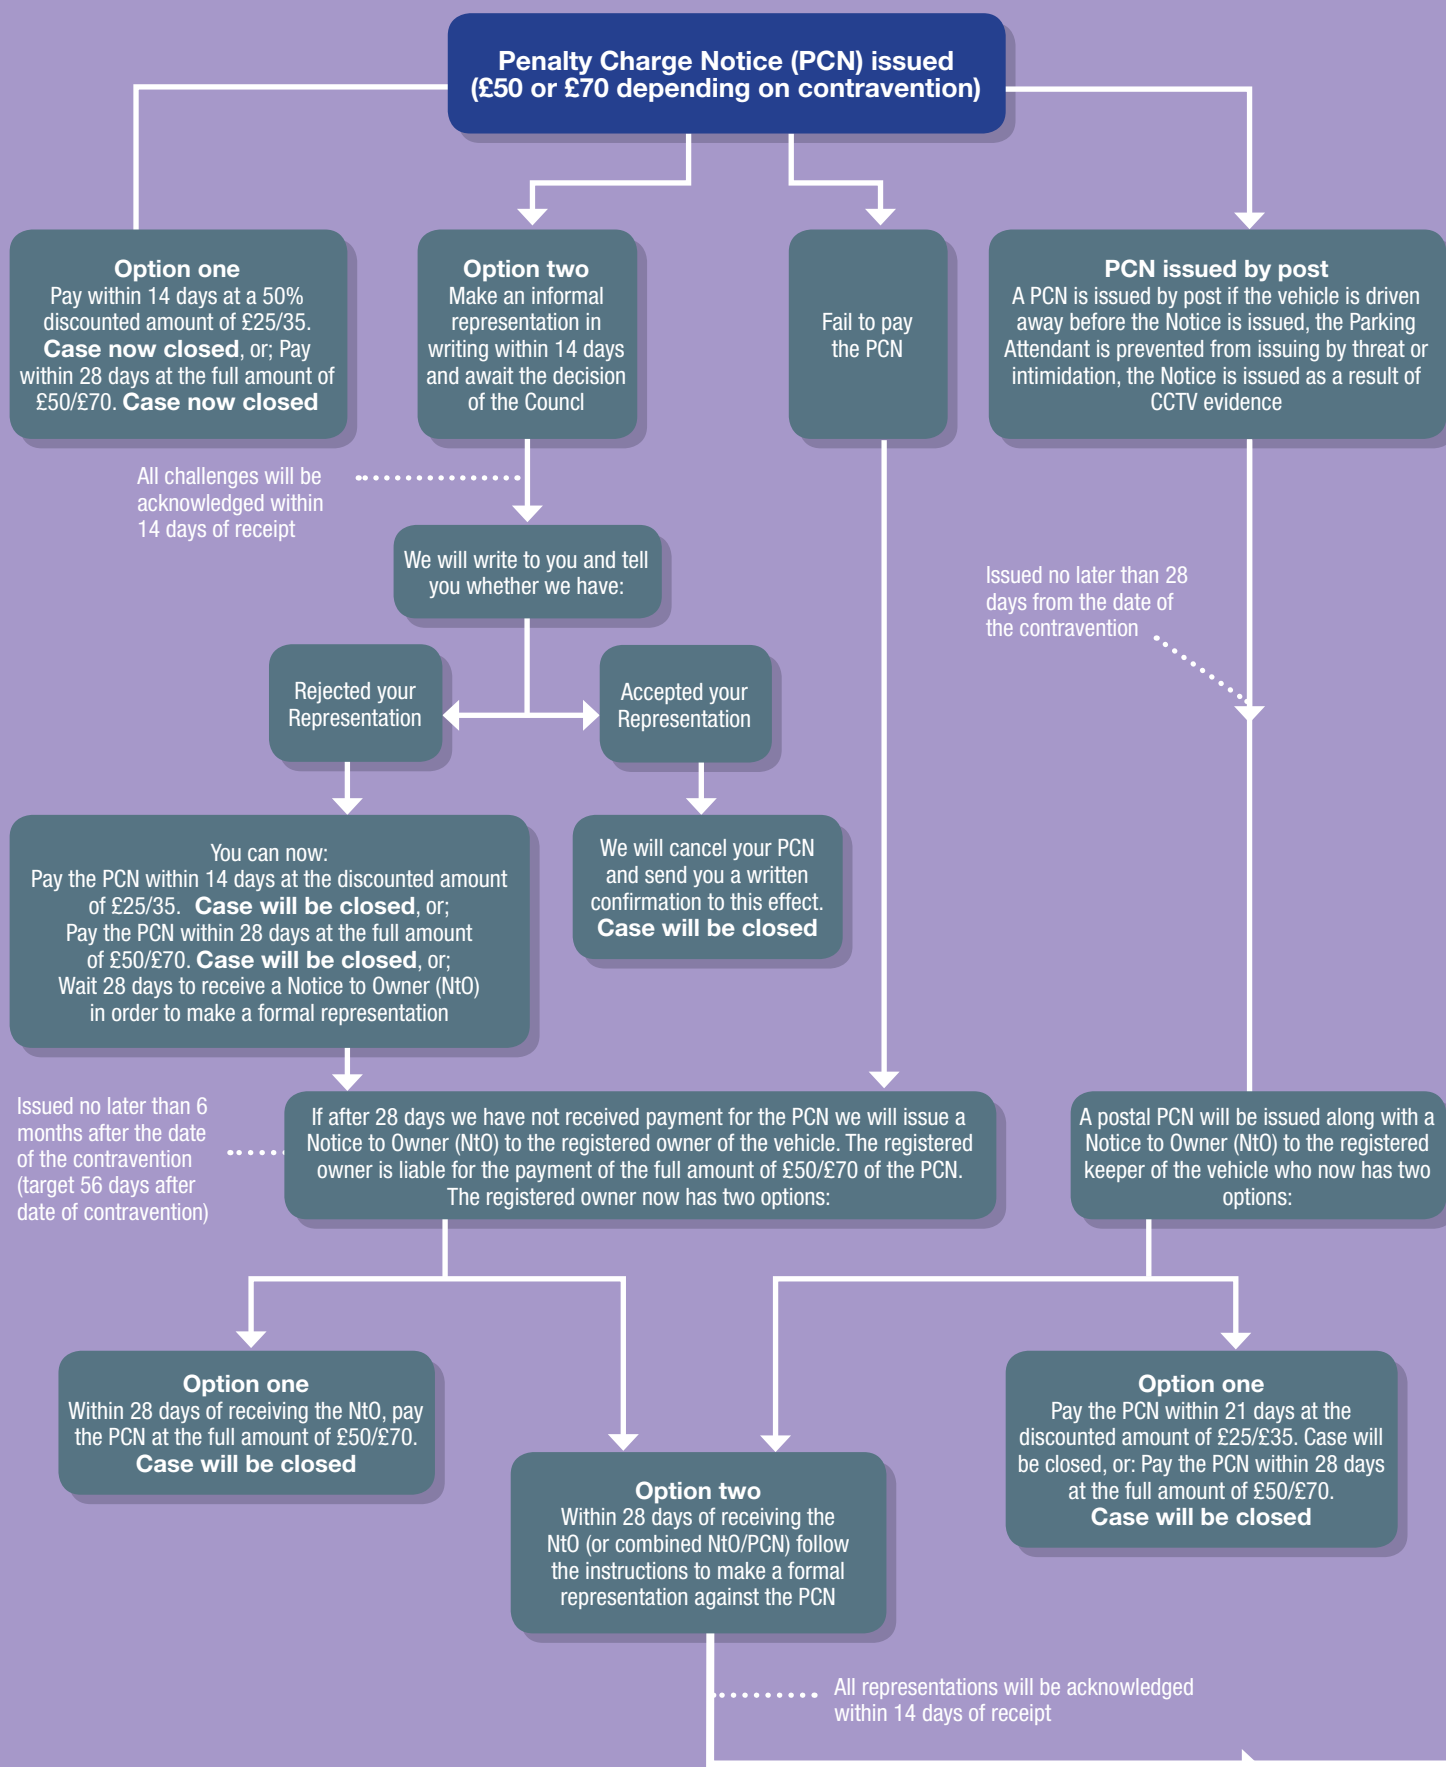 Penalty Charge Notice (PCN) issued
(£50 or £70 depending on contravention)
Option one
Pay within 14 days at a 50%
discounted amount of £25/35.
Case now closed, or; Pay
within 28 days at the full amount of
£50/£70. Case now closed
Option two
Make an informal
representation in
writing within 14 days
and await the decision
of the Councl
Fail to pay
the PCN
PCN issued by post
A PCN is issued by post if the vehicle is driven
away before the Notice is issued, the Parking
Attendant is prevented from issuing by threat or
intimidation, the Notice is issued as a result of
CCTV evidence
All challenges will be
acknowledged within
14 days of receipt
We will write to you and tell
you whether we have:
Issued no later than 28
days from the date of
the contravention
Rejected your
Representation
Accepted your
Representation
You can now:
Pay the PCN within 14 days at the discounted amount
of £25/35. Case will be closed, or;
Pay the PCN within 28 days at the full amount
of £50/£70. Case will be closed, or;
Wait 28 days to receive a Notice to Owner (NtO)
in order to make a formal representation
We will cancel your PCN
and send you a written
confirmation to this effect.
Case will be closed
Issued no later than 6
months after the date
of the contravention
(target 56 days after
date of contravention)
If after 28 days we have not received payment for the PCN we will issue a
Notice to Owner (NtO) to the registered owner of the vehicle. The registered
owner is liable for the payment of the full amount of £50/£70 of the PCN.
The registered owner now has two options:
A postal PCN will be issued along with a
Notice to Owner (NtO) to the registered
keeper of the vehicle who now has two
options:
Option one
Within 28 days of receiving the NtO, pay
the PCN at the full amount of £50/£70.
Case will be closed
Option two
Within 28 days of receiving the
NtO (or combined NtO/PCN) follow
the instructions to make a formal
representation against the PCN
Option one
Pay the PCN within 21 days at the
discounted amount of £25/£35. Case will
be closed, or: Pay the PCN within 28 days
at the full amount of £50/£70.
Case will be closed
All representations will be acknowledged
within 14 days of receipt